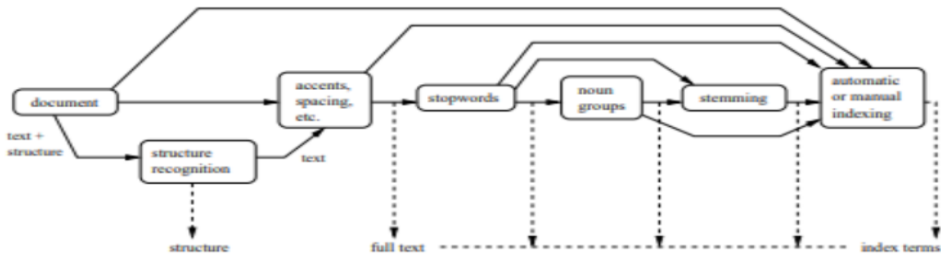 document
text +
structure
structure
recognition
text
accents,
spacing,
etc.
stopwords
noun
groups
stemming
automatic
or manual
indexing
structure
full text
index terms